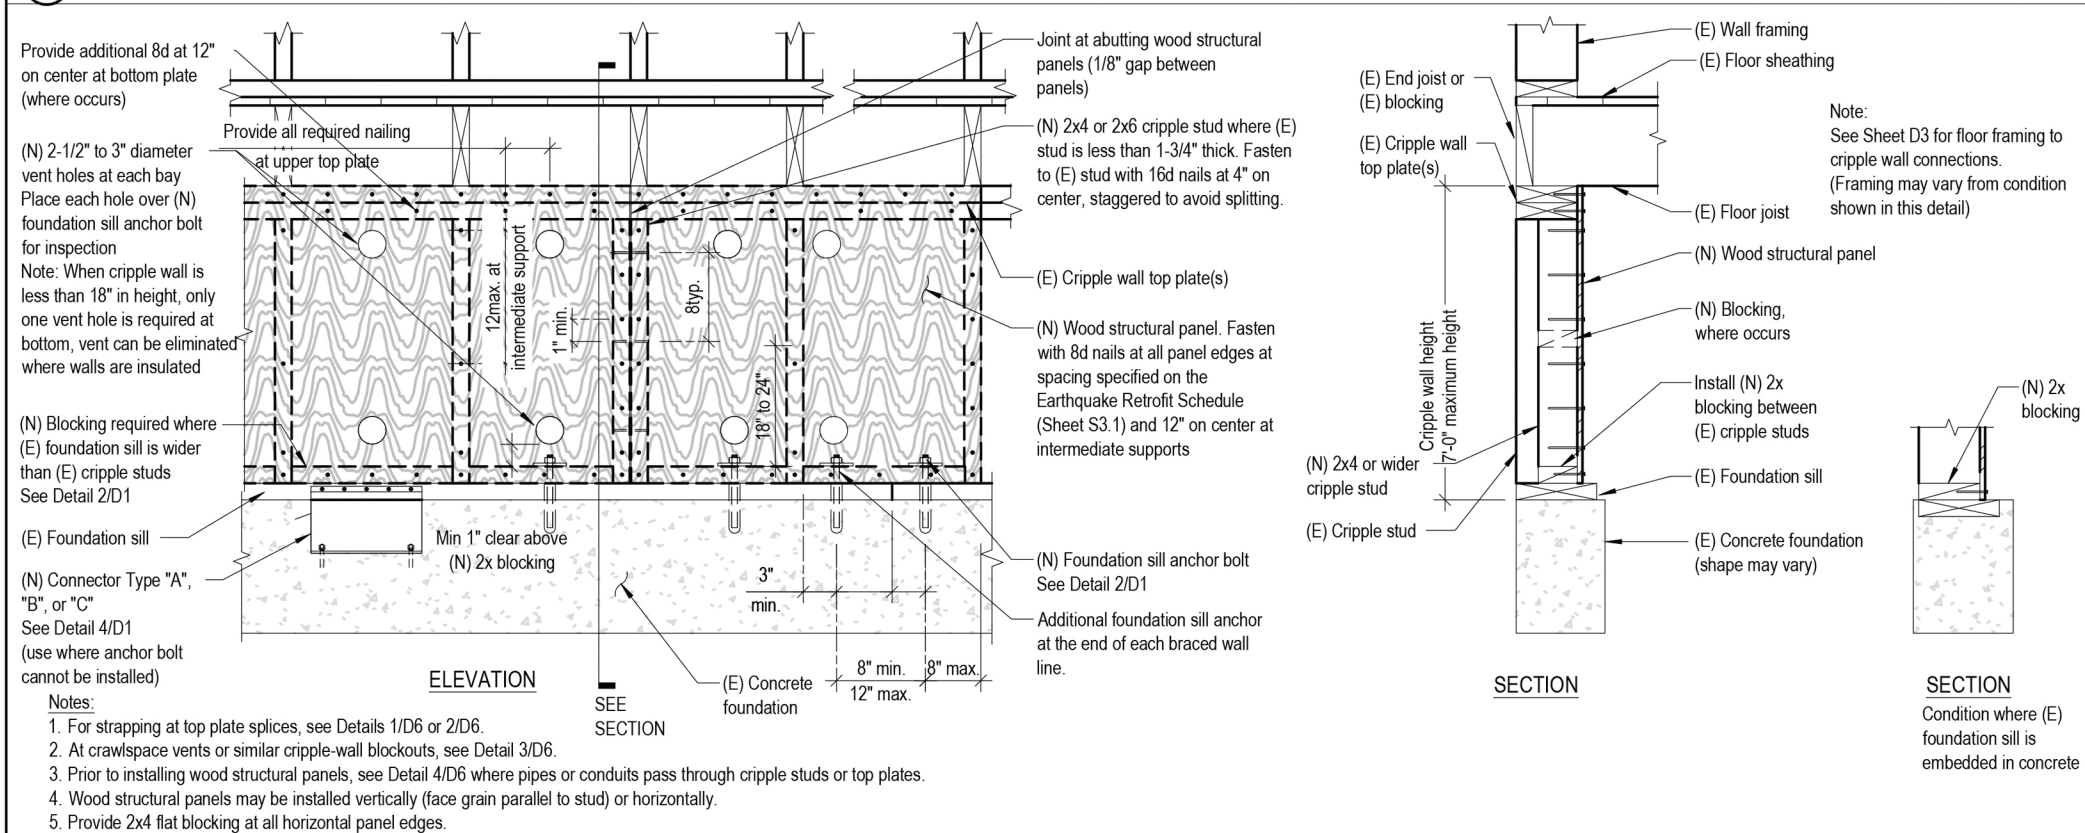 Provide additional 8d at 12"
on center at bottom plate
(where occurs)
Provide all required nailing
at upper top plate
(N) 2-1/2" to 3" diameter
vent holes at each bay
Place each hole over (N)
foundation sill anchor bolt
for inspection
Note: When cripple wall is
less than 18" in height, only
one vent hole is required at
bottom, vent can be eliminated
where walls are insulated
(N) Blocking required where
(E) foundation sill is wider
than (E) cripple studs
See Detail 2/D1
(E) Foundation sill
(N) Connector Type "A",
"B", or "C"
See Detail 4/D1
(use where anchor bolt
cannot be installed)
12max. at
intermediate support
1" min.
8typ.
18" to 24"
Min 1" clear above
(N) 2x blocking
3"
min.
8" min.
12" max.
8" max.
ELEVATION
SEE
SECTION
(E) Concrete
foundation
Joint at abutting wood structural
panels (1/8" gap between
panels)
(N) 2x4 or 2x6 cripple stud where (E)
stud is less than 1-3/4" thick. Fasten
to (E) stud with 16d nails at 4" on
center, staggered to avoid splitting.
(E) Cripple wall top plate(s)
(N) Wood structural panel. Fasten
with 8d nails at all panel edges at
spacing specified on the
Earthquake Retrofit Schedule
(Sheet S3.1) and 12" on center at
intermediate supports
(N) Foundation sill anchor bolt
See Detail 2/D1
Additional foundation sill anchor
at the end of each braced wall
line.
Notes:
1. For strapping at top plate splices, see Details 1/D6 or 2/D6.
2. At crawlspace vents or similar cripple-wall blockouts, see Detail 3/D6.
3. Prior to installing wood structural panels, see Detail 4/D6 where pipes or conduits pass through cripple studs or top plates.
4. Wood structural panels may be installed vertically (face grain parallel to stud) or horizontally.
5. Provide 2x4 flat blocking at all horizontal panel edges.
(E) End joist or
(E) blocking
(E) Cripple wall
top plate(s)
Cripple wall height
7'-0" maximum height
(N) 2x4 or wider
cripple stud
(E) Cripple stud
(E) Wall framing
(E) Floor sheathing
(E) Floor joist
(N) Wood structural panel
(N) Blocking,
where occurs
Install (N) 2x
blocking between
(E) cripple studs
(E) Foundation sill
(E) Concrete foundation
(shape may vary)
SECTION
Note:
See Sheet D3 for floor framing to
cripple wall connections.
(Framing may vary from condition
shown in this detail)
(N) 2x
blocking
SECTION
Condition where (E)
foundation sill is
embedded in concrete